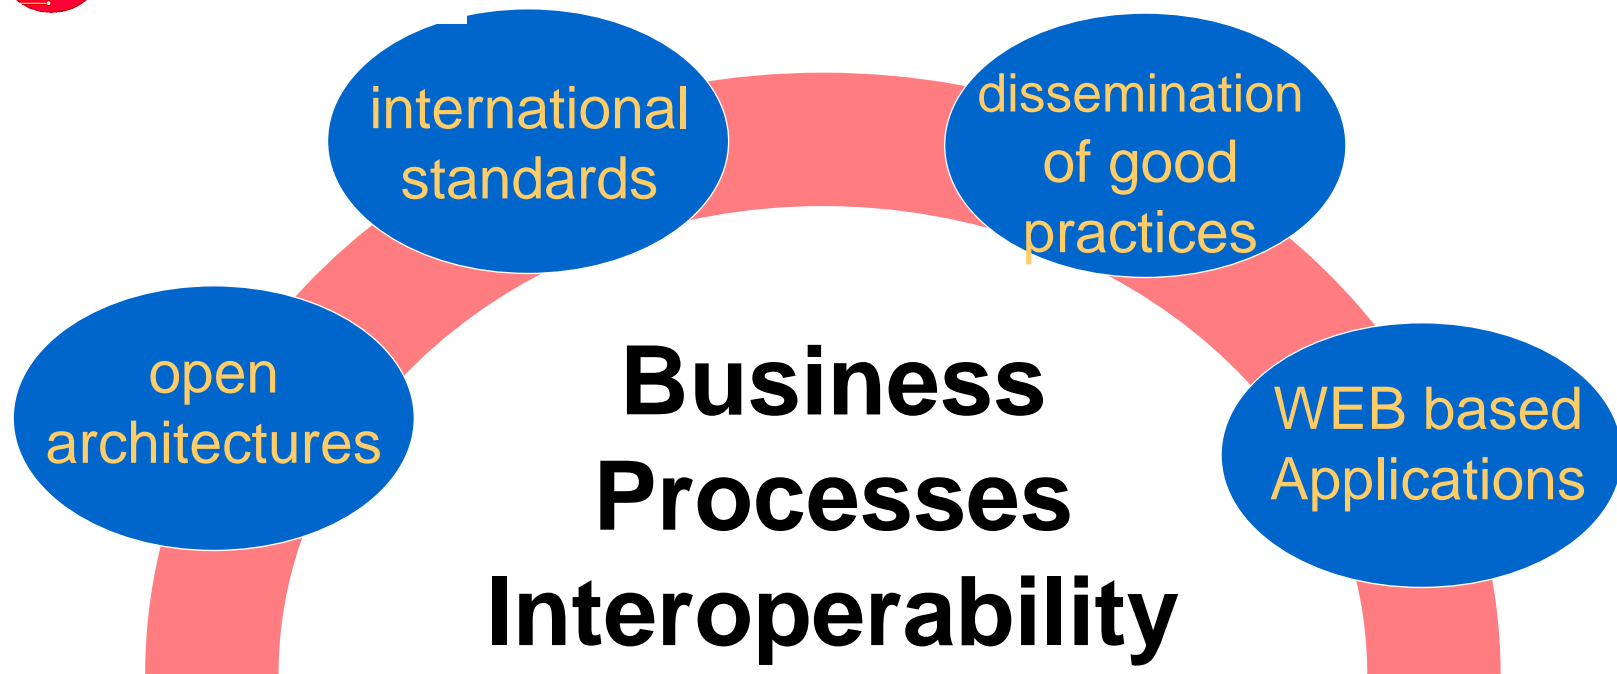 international
standards
dissemination
of good
practices
open
architectures
WEB based
Applications
Business
Processes
Interoperability